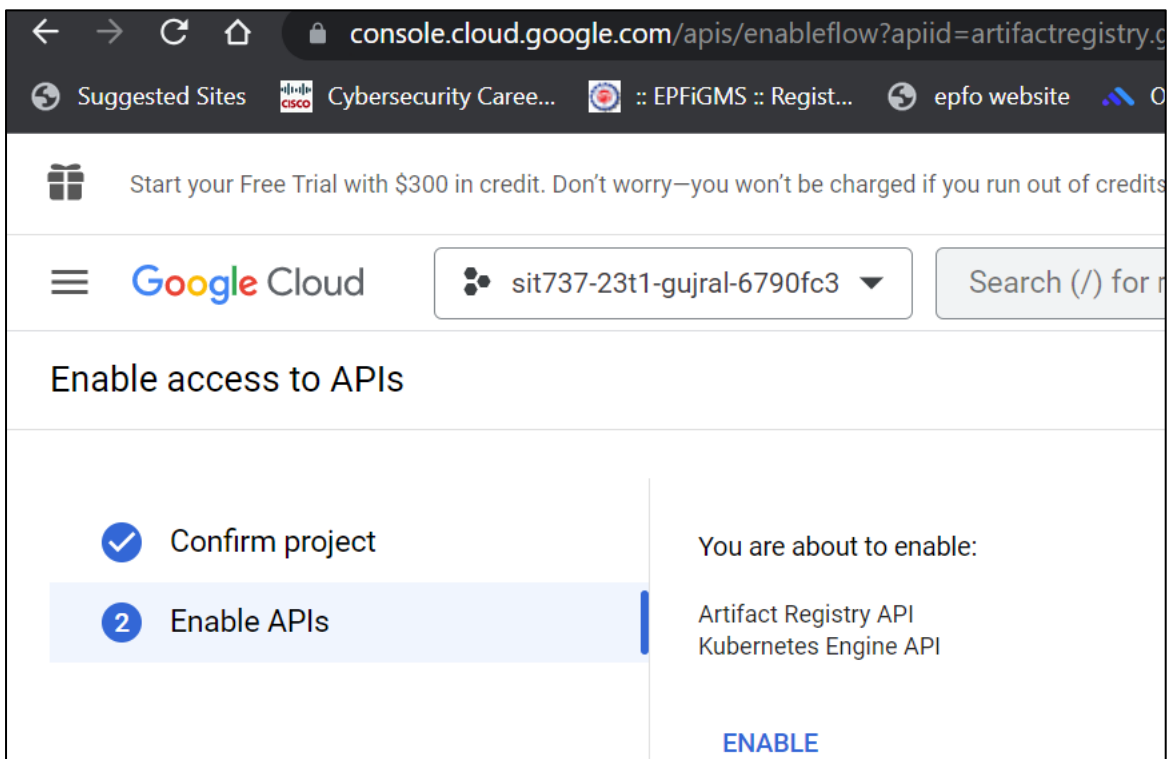 console.cloud.google.com/apis/enableflow?apiid=artifactregistry.g
Suggested Sites CISCO Cybersecurity Caree... :: EPFiGMS :: Regist... epfo website O
Start your Free Trial with $300 in credit. Don't worry—you won't be charged if you run out of credits
Google Cloud sit737-23t1-gujral-6790fc3 Search (/) for r
Enable access to APIs
Confirm project
2 Enable APIs
You are about to enable:
Artifact Registry API
Kubernetes Engine API
ENABLE